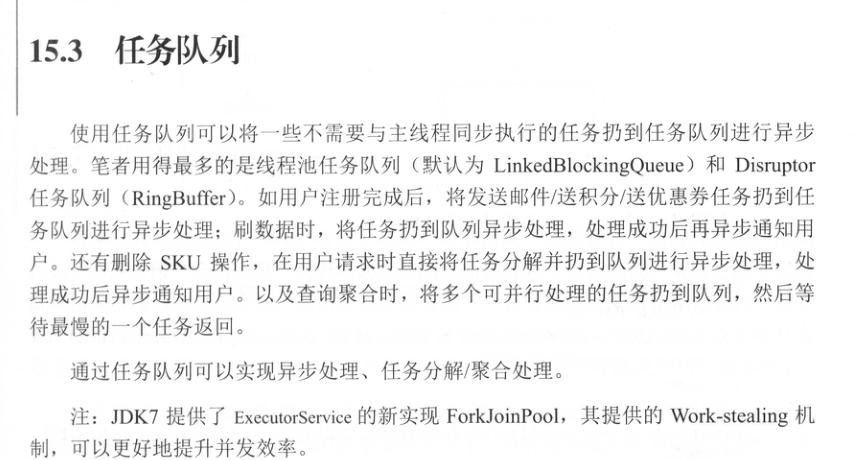 15.3 任务队列
使用任务队列可以将一些不需要与主线程同步执行的任务扔到任务队列进行异步
处理。笔者用得最多的是线程池任务队列（默认为 LinkedBlockingQueue）和 Disruptor
任务队列（RingBuffer）。如用户注册完成后，将发送邮件/送积分/送优惠券任务扔到任
务队列进行异步处理；刷数据时，将任务扔到队列异步处理，处理成功后再异步通知用
户。还有删除 SKU 操作，在用户请求时直接将任务分解并扔到队列进行异步处理，处
理成功后异步通知用户。以及查询聚合时，将多个可并行处理的任务扔到队列，然后等
待最慢的一个任务返回。
通过任务队列可以实现异步处理、任务分解/聚合处理。
注：JDK7 提供了 ExecutorService 的新实现 ForkJoinPool，其提供的 Work-stealing 机
制，可以更好地提升并发效率。